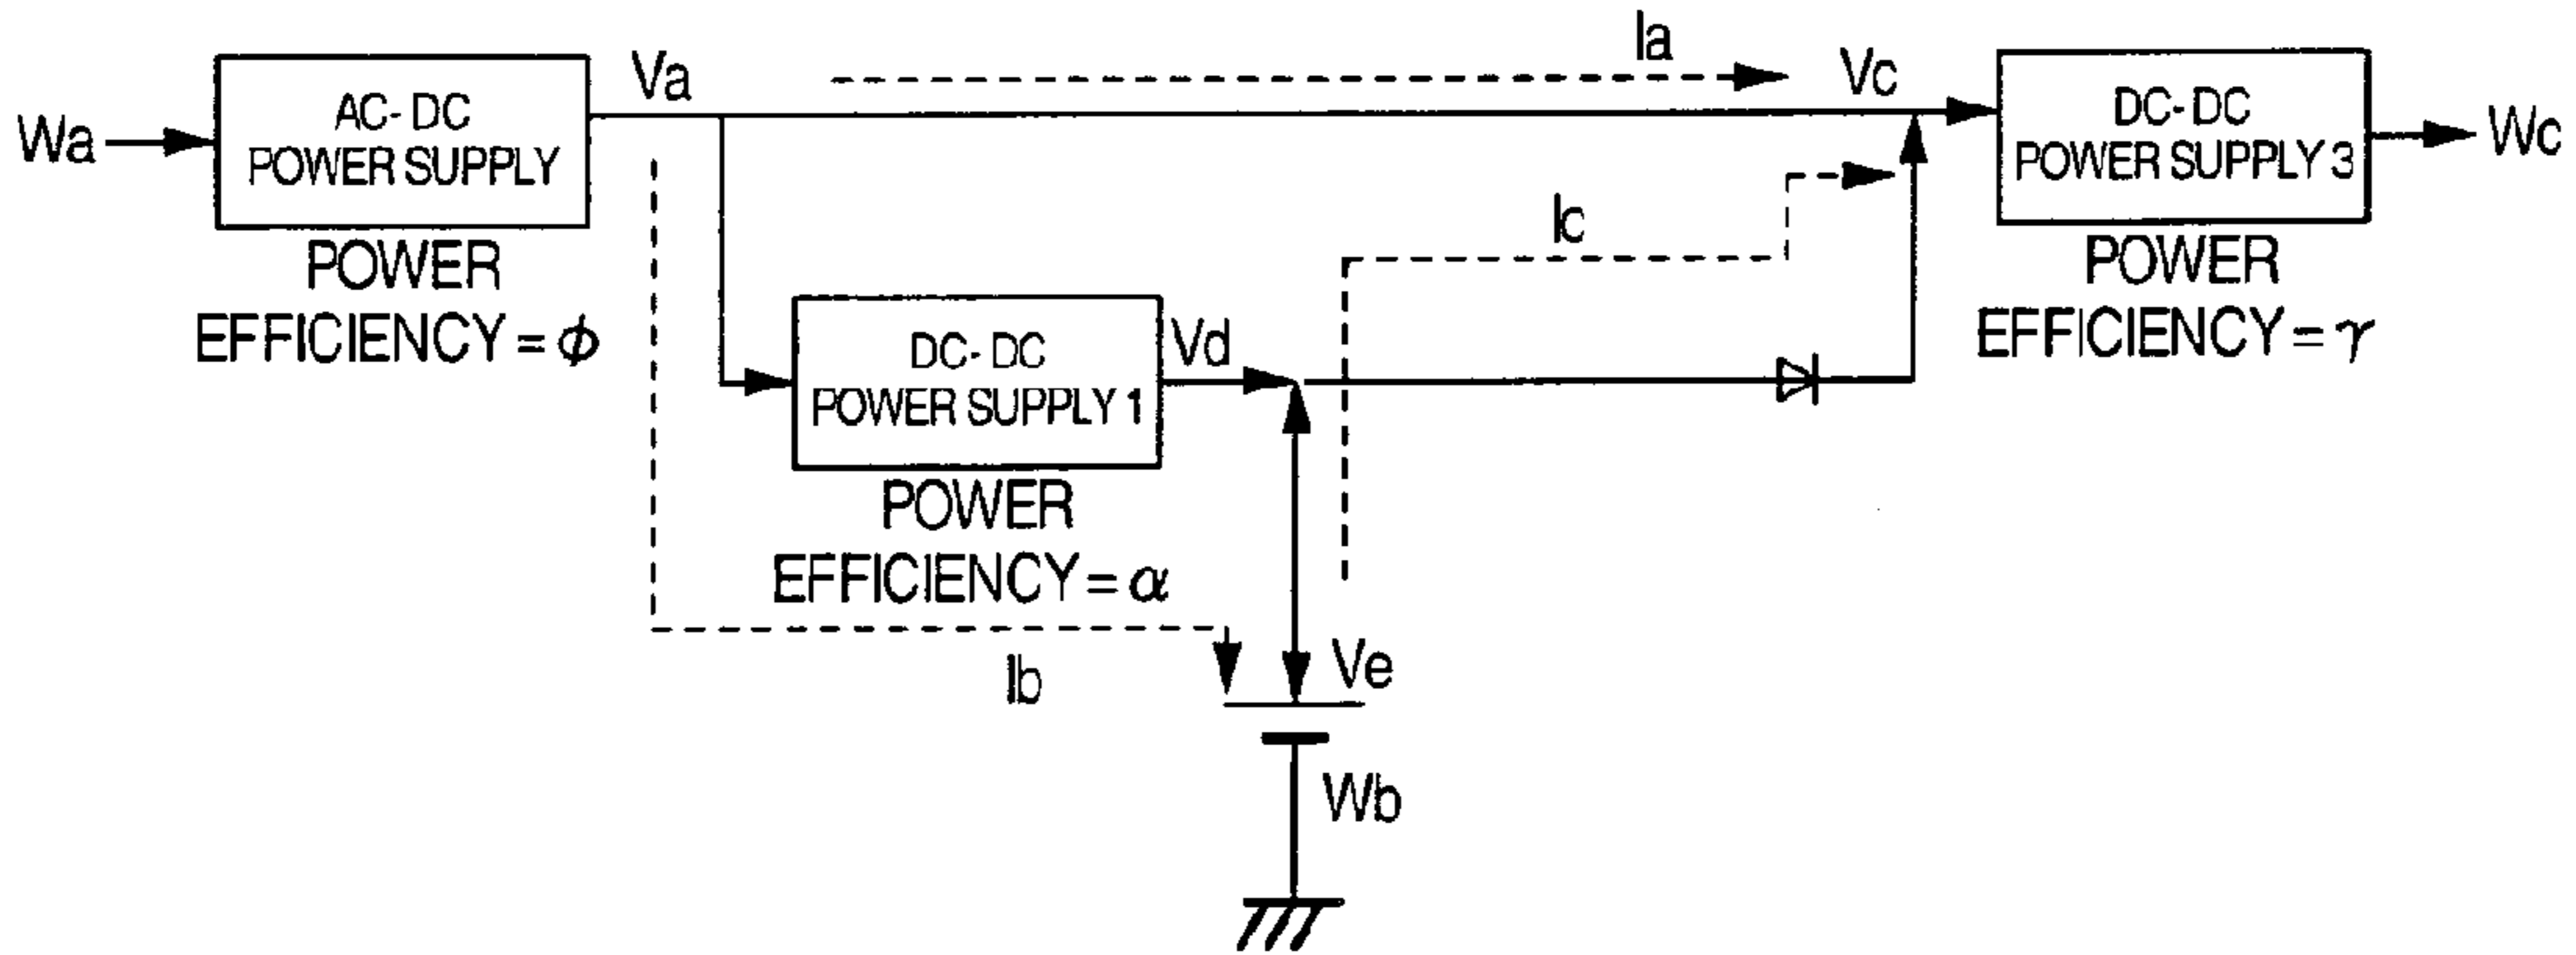 Wa
AC-DC
POWER SUPPLY
POWER
EFFICIENCY = ϕ
Va
Ia
Vc
DC-DC
POWER SUPPLY 3
Wc
POWER
EFFICIENCY = γ
Ic
DC-DC
POWER SUPPLY 1
Vd
POWER
EFFICIENCY = α
Ib
Ve
Wb